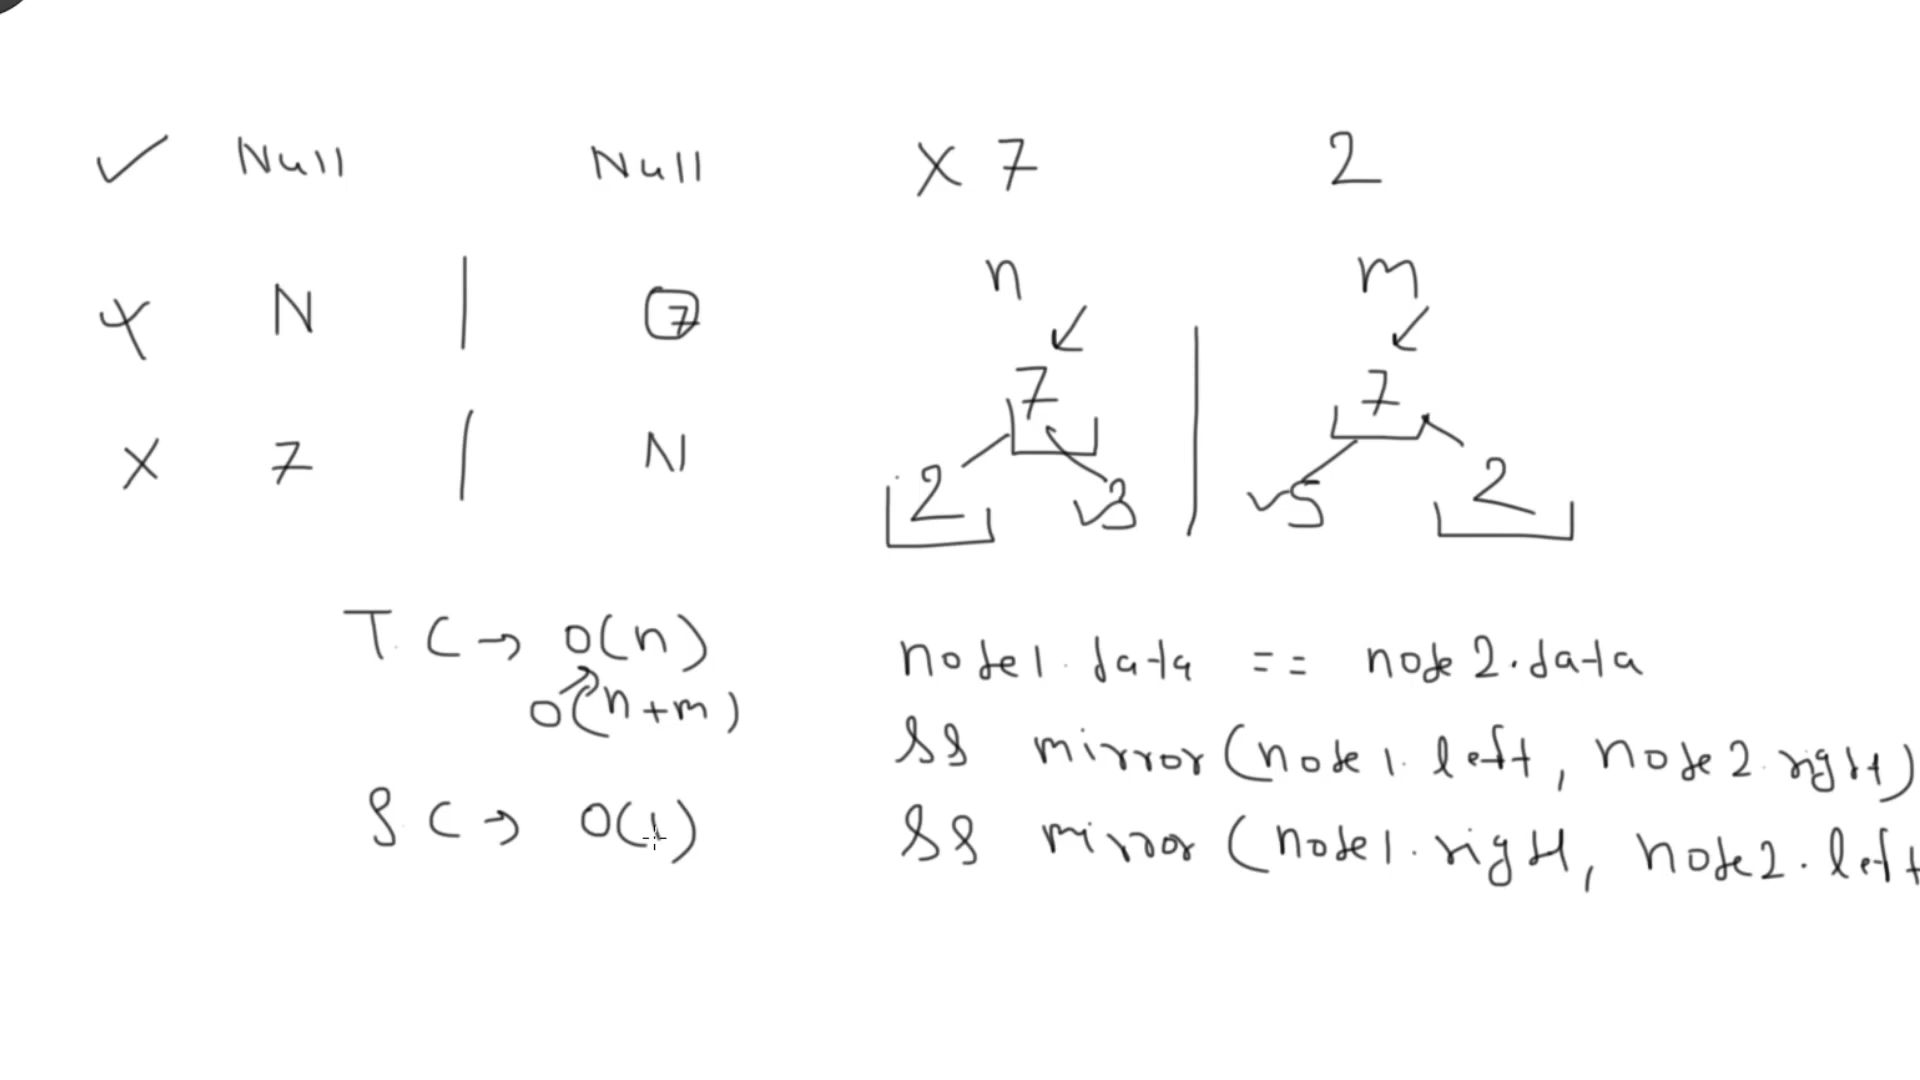 ✓ Null Null
X N | 7
X 7 | N
T.C → O(n)
O(n+m)
S.C → O(1)
X 7 2
n m
7 | 7
2 ✓3 ✓5 2
node1.data == node2.data
&& mirror(node1.left, node2.right)
&& mirror(node1.right, node2.left